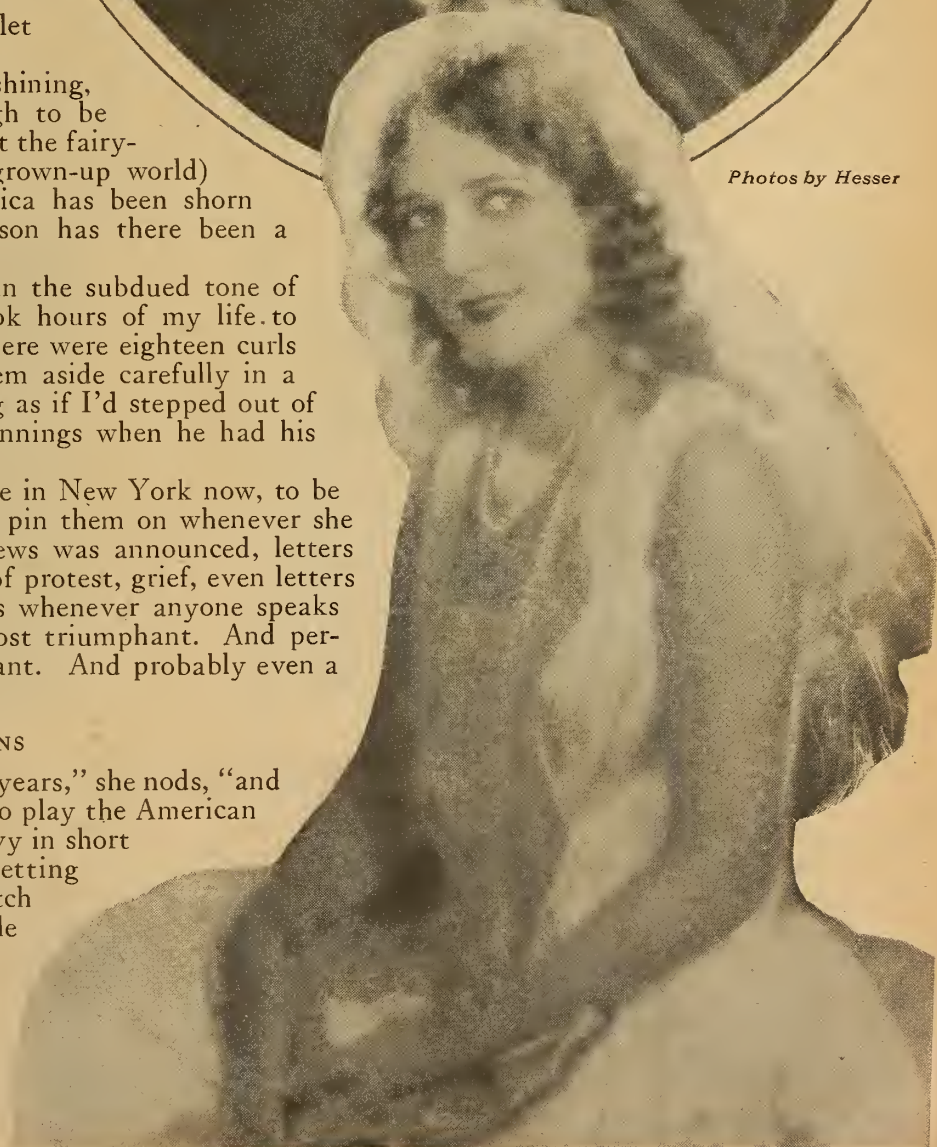 let
shining,
gh to be
t the fairy-
grown-up world)
ica has been shorn
son has there been a
n the subdued tone of
ok hours of my life to
ere were eighteen curls
em aside carefully in a
g as if I'd stepped out of
nnings when he had his
e in New York now, to be
pin them on whenever she
ews was announced, letters
of protest, grief, even letters
s whenever anyone speaks
ost triumphant. And per-
ant. And probably even a
NS
years," she nods, "and
o play the American
vy in short
etting
tch
le
Photos by Hesser